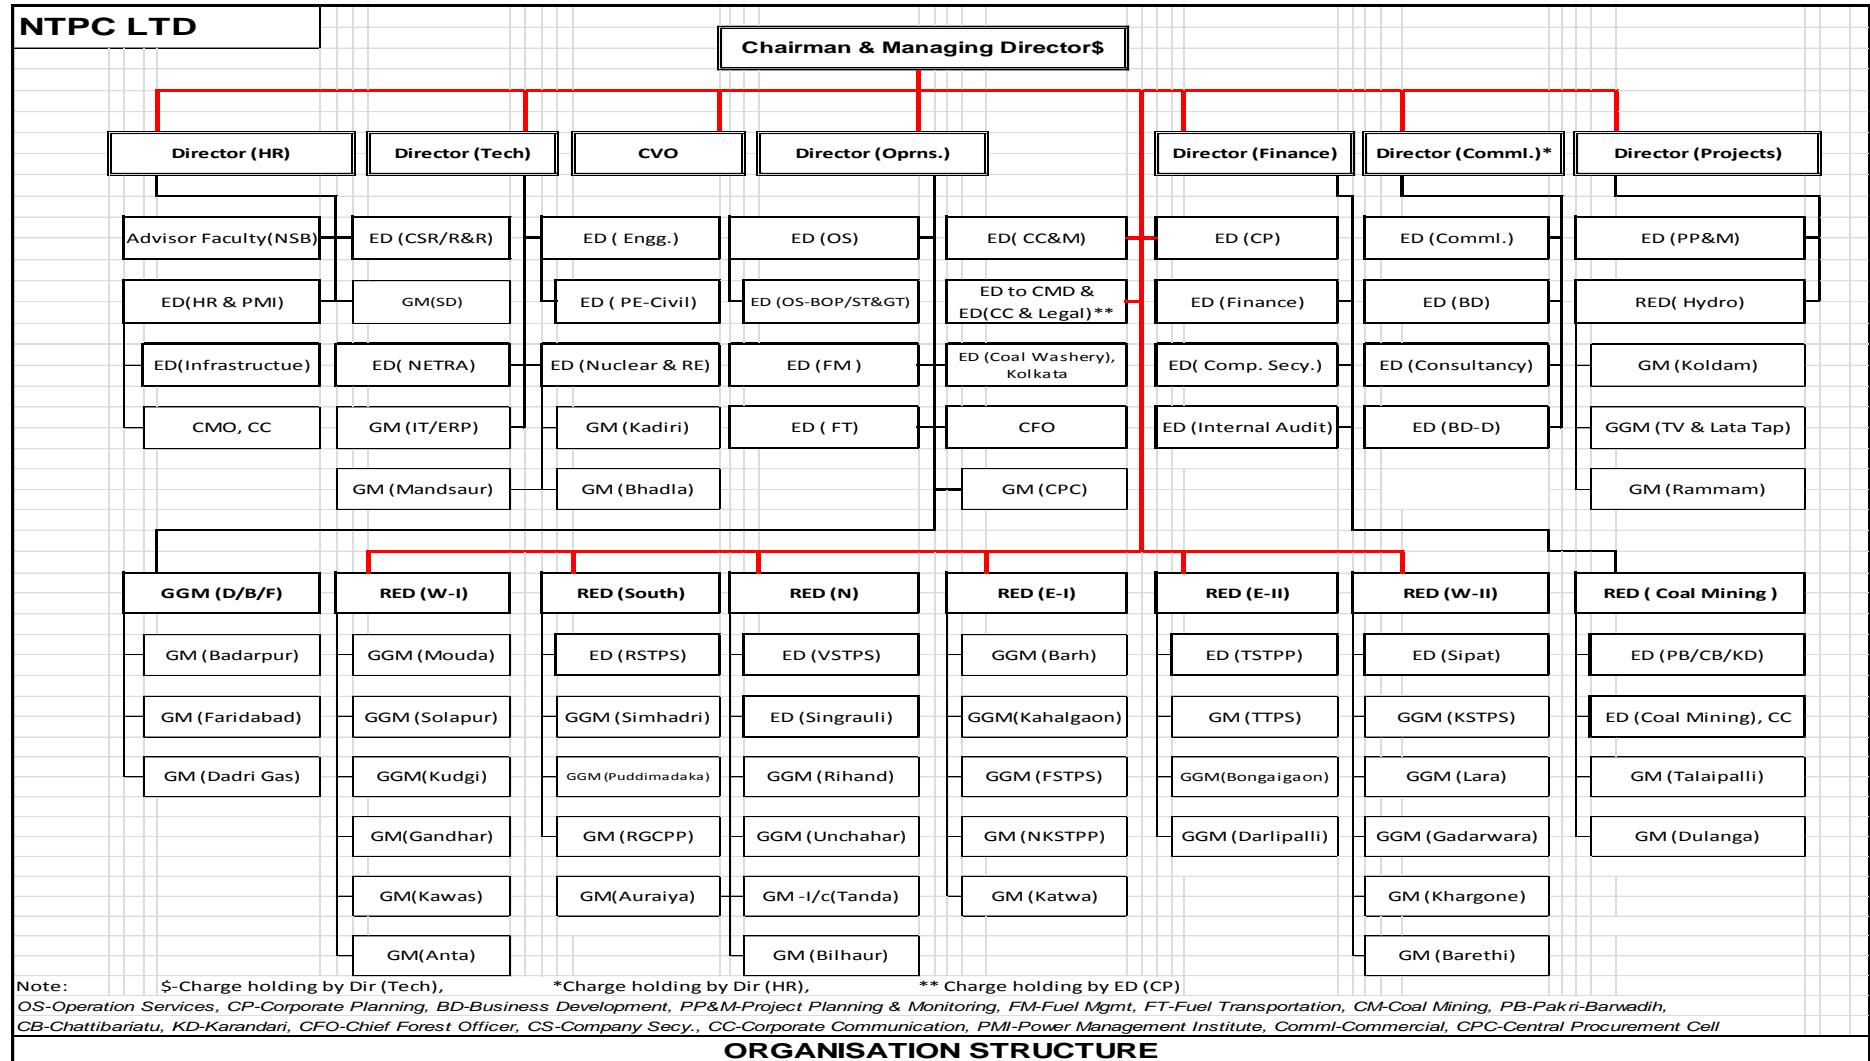 NTPC LTD
Chairman & Managing Director$
Director (HR)
Director (Tech)
CVO
Director (Oprns.)
Director (Finance)
Director (Comml.)*
Director (Projects)
Advisor Faculty(NSB)
ED (CSR/R&R)
ED ( Engg.)
ED (OS)
ED( CC&M)
ED (CP)
ED (Comml.)
ED (PP&M)
ED(HR & PMI)
GM(SD)
ED ( PE-Civil)
ED (OS-BOP/ST&GT)
ED to CMD &
ED(CC & Legal)**
ED (Finance)
ED (BD)
RED( Hydro)
ED(Infrastructue)
ED( NETRA)
ED (Nuclear & RE)
ED (FM )
ED (Coal Washery),
Kolkata
ED( Comp. Secy.)
ED (Consultancy)
GM (Koldam)
CMO, CC
GM (IT/ERP)
GM (Kadiri)
ED ( FT)
CFO
ED (Internal Audit)
ED (BD-D)
GGM (TV & Lata Tap)
GM (Mandsaur)
GM (Bhadla)
GM (CPC)
GM (Rammam)
GGM (D/B/F)
RED (W-I)
RED (South)
RED (N)
RED (E-I)
RED (E-II)
RED (W-II)
RED ( Coal Mining )
GM (Badarpur)
GGM (Mouda)
ED (RSTPS)
ED (VSTPS)
GGM (Barh)
ED (TSTPP)
ED (Sipat)
ED (PB/CB/KD)
GM (Faridabad)
GGM (Solapur)
GGM (Simhadri)
ED (Singrauli)
GGM(Kahalgaon)
GM (TTPS)
GGM (KSTPS)
ED (Coal Mining), CC
GM (Dadri Gas)
GGM(Kudgi)
GGM (Puddimadaka)
GGM (Rihand)
GGM (FSTPS)
GGM(Bongaigaon)
GGM (Lara)
GM (Talaipalli)
GM(Gandhar)
GM (RGCPP)
GGM (Unchahar)
GM (NKSTPP)
GGM (Darlipalli)
GGM (Gadarwara)
GM (Dulanga)
GM(Kawas)
GM(Auraiya)
GM -I/c(Tanda)
GM (Katwa)
GM (Khargone)
GM(Anta)
GM (Bilhaur)
GM (Barethi)
Note: $-Charge holding by Dir (Tech), *Charge holding by Dir (HR), ** Charge holding by ED (CP)
OS-Operation Services, CP-Corporate Planning, BD-Business Development, PP&M-Project Planning & Monitoring, FM-Fuel Mgmt, FT-Fuel Transportation, CM-Coal Mining, PB-Pakri-Barwadih,
CB-Chattibariatu, KD-Karandari, CFO-Chief Forest Officer, CS-Company Secy., CC-Corporate Communication, PMI-Power Management Institute, Comml-Commercial, CPC-Central Procurement Cell
ORGANISATION STRUCTURE